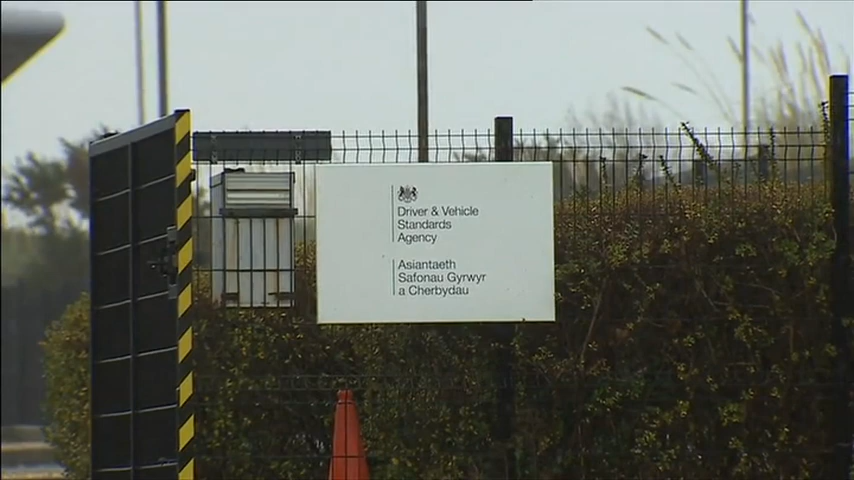 Driver & Vehicle
Standards
Agency
Asiantaeth
Safonau Gyrwyr
a Cherbydau